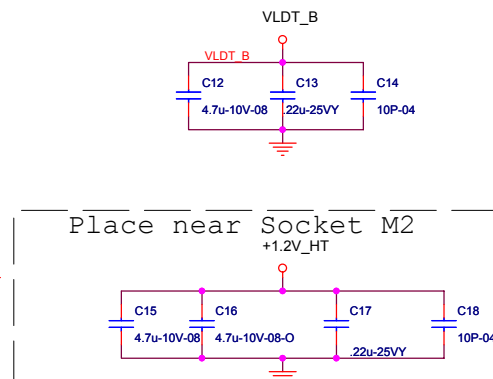 VLDT_B
VLDT_B
C12
C13
C14
4.7u-10V-08
.22u-25VY
10P-04
Place near Socket M2
+1.2V_HT
C15
C16
C17
C18
4.7u-10V-08
4.7u-10V-08-O
10P-04
.22u-25VY